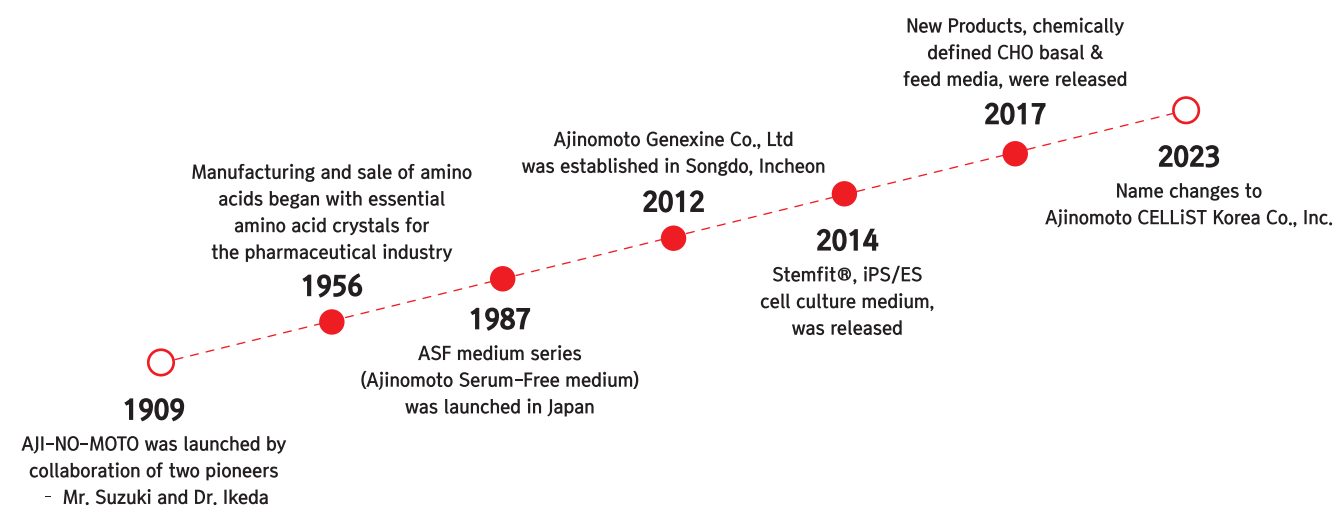 1909
AJI-NO-MOTO was launched by
collaboration of two pioneers
- Mr. Suzuki and Dr. Ikeda
Manufacturing and sale of amino
acids began with essential
amino acid crystals for
the pharmaceutical industry
1956
1987
ASF medium series
(Ajinomoto Serum-Free medium)
was launched in Japan
Ajinomoto Genexine Co., Ltd
was established in Songdo, Incheon
2012
2014
Stemfit®, iPS/ES
cell culture medium,
was released
New Products, chemically
defined CHO basal &
feed media, were released
2017
2023
Name changes to
Ajinomoto CELLiST Korea Co., Inc.